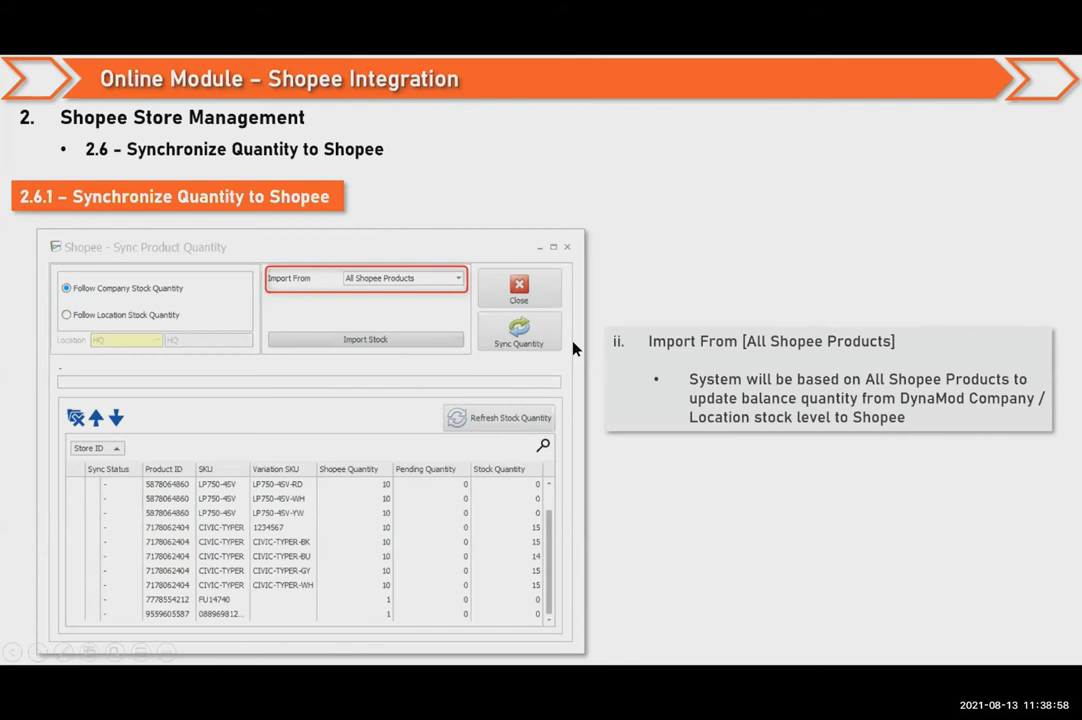 Online Module – Shopee Integration
2. Shopee Store Management
• 2.6 - Synchronize Quantity to Shopee
2.6.1 – Synchronize Quantity to Shopee
Shopee - Sync Product Quantity
Follow Company Stock Quantity
Follow Location Stock Quantity
Location HQ HQ
Import From All Shopee Products
Import Stock
Close
Sync Quantity
-
Refresh Stock Quantity
Store ID
Sync Status Product ID SKU Variation SKU Shopee Quantity Pending Quantity Stock Quantity
- 5878064860 LP750-4SV LP750-4SV-RD 10 0 0
- 5878064860 LP750-4SV LP750-4SV-WH 10 0 0
- 5878064860 LP750-4SV LP750-4SV-YW 10 0 0
- 7178062404 CIVIC-TYPER 1234567 10 0 15
- 7178062404 CIVIC-TYPER CIVIC-TYPER-BK 10 0 15
- 7178062404 CIVIC-TYPER CIVIC-TYPER-BU 10 0 14
- 7178062404 CIVIC-TYPER CIVIC-TYPER-GY 10 0 15
- 7178062404 CIVIC-TYPER CIVIC-TYPER-WH 10 0 15
- 7778554212 FU14740 1 0 0
- 9559605587 088969812... 1 0 0
ii. Import From [All Shopee Products]
• System will be based on All Shopee Products to
update balance quantity from DynaMod Company /
Location stock level to Shopee
2021-08-13 11:38:58